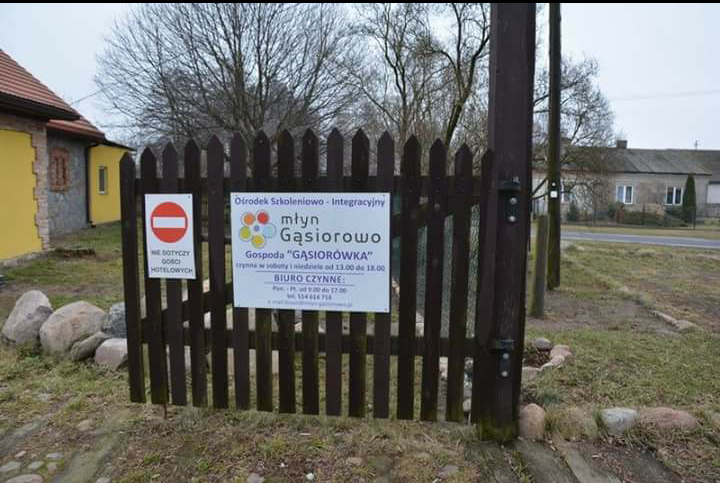 NIE DOTYCZY
GOŚCI
HOTELOWYCH
Ośrodek Szkoleniowo - Integracyjny
młyn
Gąsiorowo
Gospoda "GĄSIORÓWKA"
czynna w soboty i niedziele od 13.00 do 18.00
BIURO CZYNNE:
Pon. - Pt. od 9.00 do 17.00
tel. 514 614 714